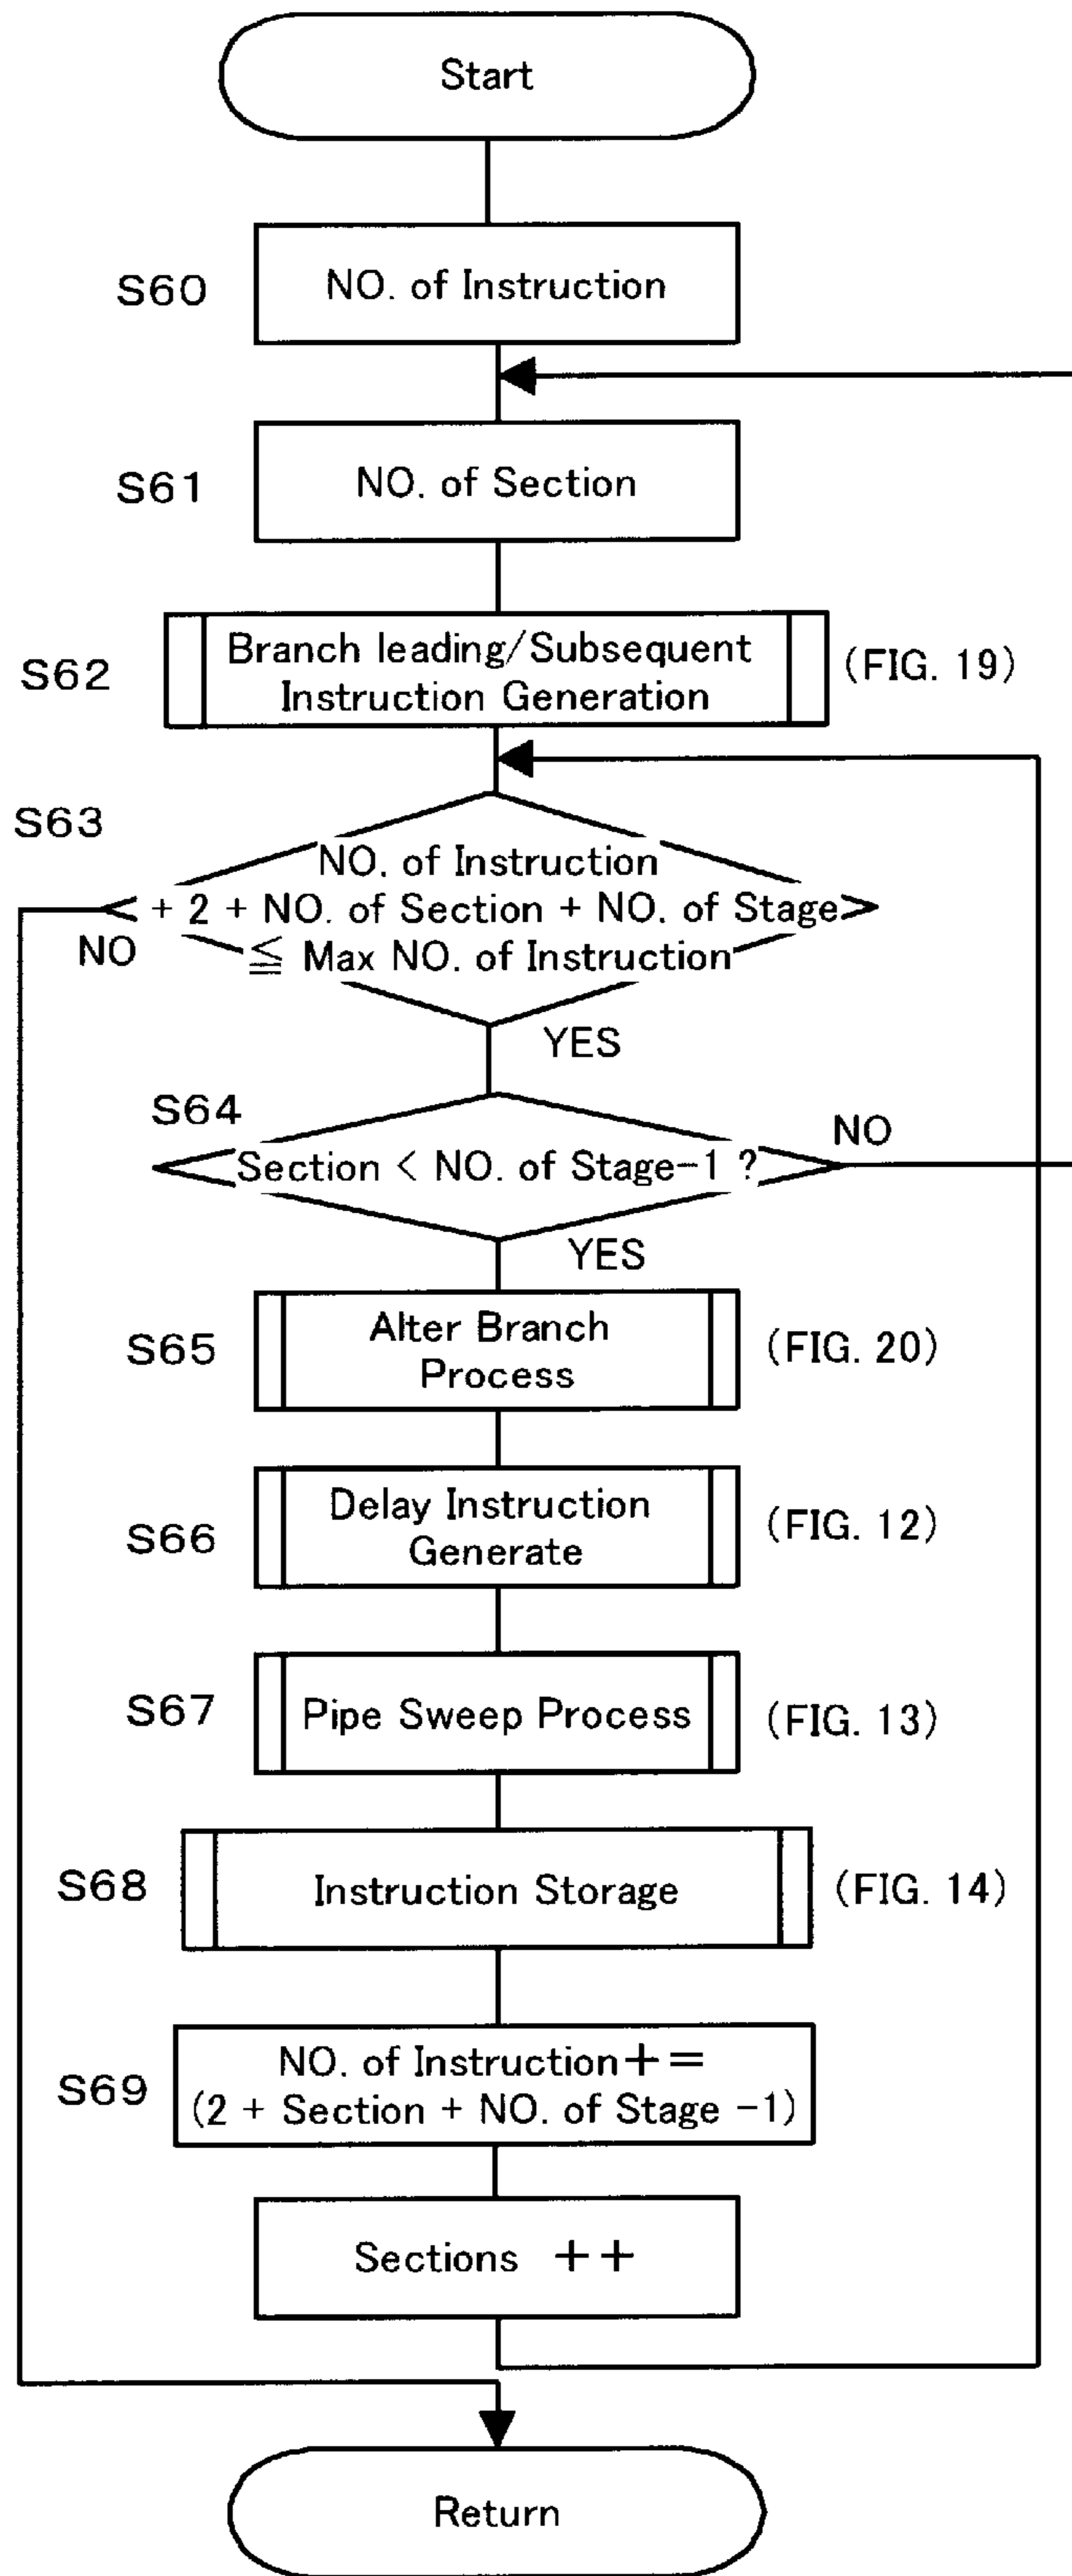 Start
S60
NO. of Instruction
S61
NO. of Section
S62
Branch leading/Subsequent
Instruction Generation
(FIG. 19)
S63
NO. of Instruction
+ 2 + NO. of Section + NO. of Stage
≦ Max NO. of Instruction
NO
YES
S64
Section < NO. of Stage-1 ?
NO
YES
S65
Alter Branch
Process
(FIG. 20)
S66
Delay Instruction
Generate
(FIG. 12)
S67
Pipe Sweep Process
(FIG. 13)
S68
Instruction Storage
(FIG. 14)
S69
NO. of Instruction + =
(2 + Section + NO. of Stage -1)
Sections ++
Return